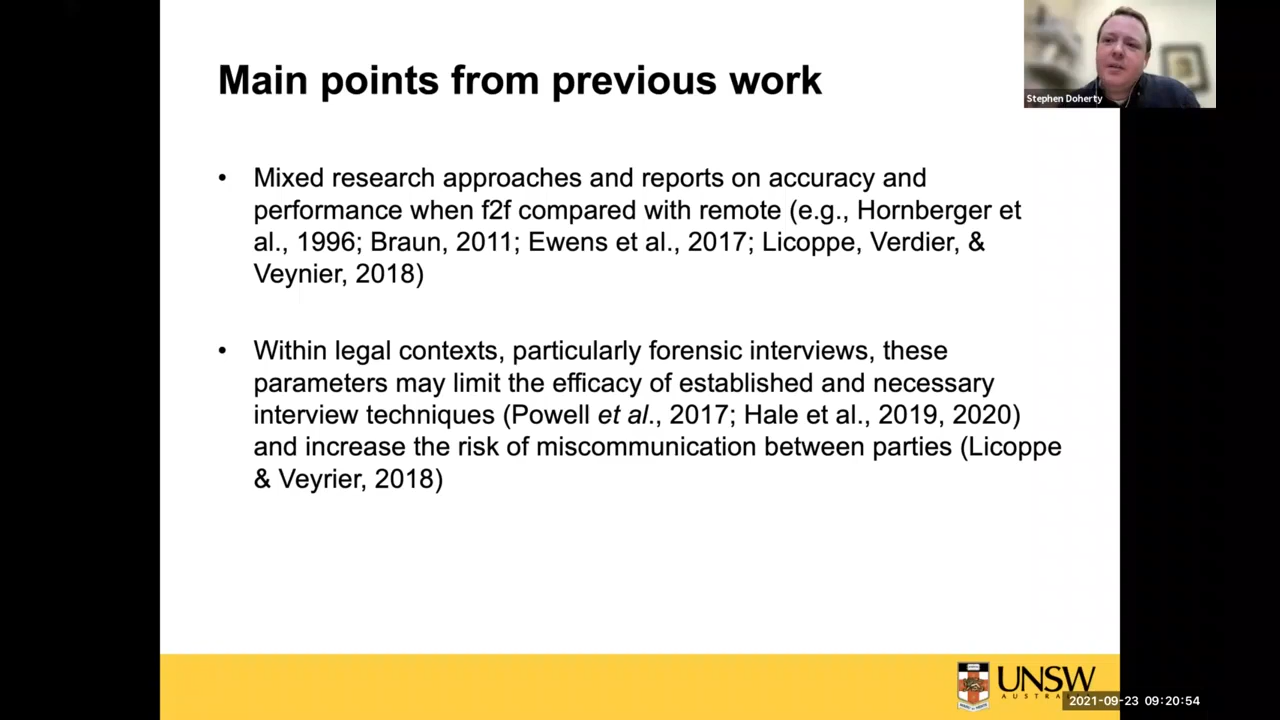 Main points from previous work
Stephen Doherty
• Mixed research approaches and reports on accuracy and
performance when f2f compared with remote (e.g., Hornberger et
al., 1996; Braun, 2011; Ewens et al., 2017; Licoppe, Verdier, &
Veynier, 2018)
• Within legal contexts, particularly forensic interviews, these
parameters may limit the efficacy of established and necessary
interview techniques (Powell et al., 2017; Hale et al., 2019, 2020)
and increase the risk of miscommunication between parties (Licoppe
& Veyrier, 2018)
UNSW
2021-09-23 09:20:54